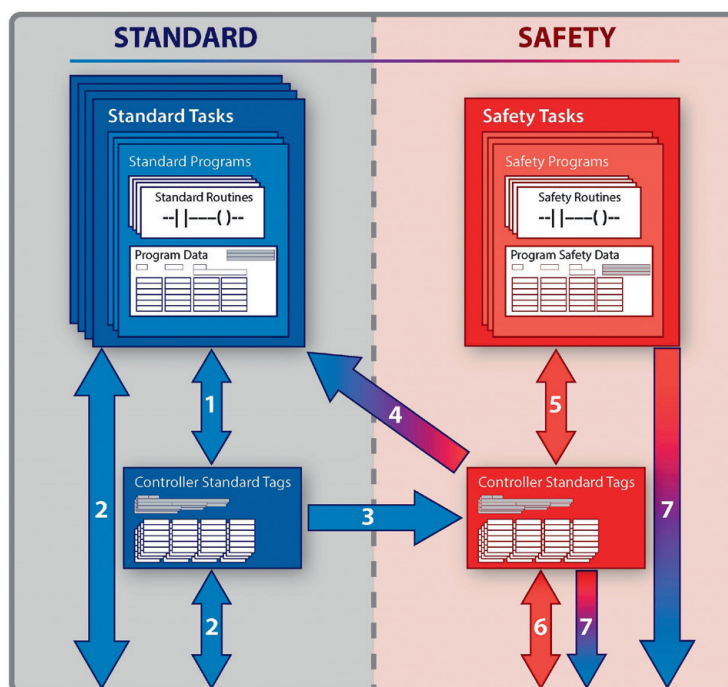 STANDARD
SAFETY
Standard Tasks
Standard Programs
Standard Routines
--||----( )--
Program Data
Safety Tasks
Safety Programs
Safety Routines
--||----( )--
Program Safety Data
1
2
4
5
7
Controller Standard Tags
3
Controller Standard Tags
2
6
7